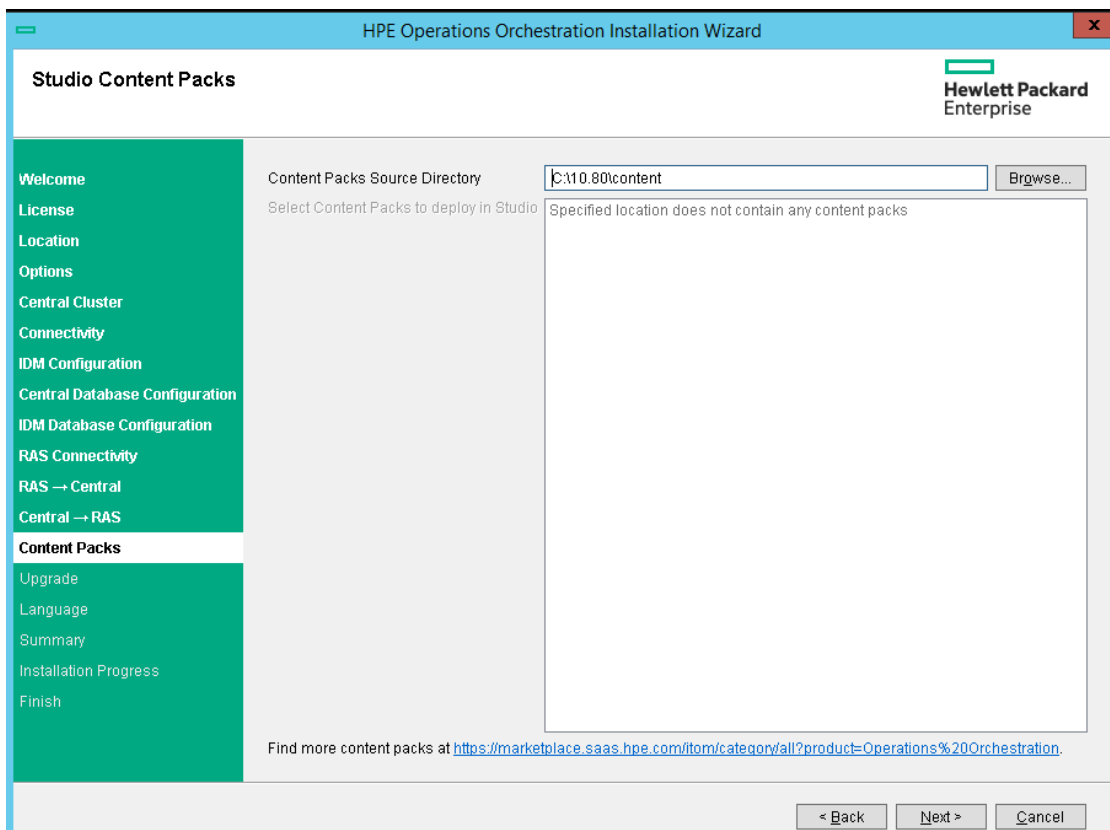 HPE Operations Orchestration Installation Wizard
x
Studio Content Packs
Hewlett Packard
Enterprise
Welcome
License
Location
Options
Central Cluster
Connectivity
IDM Configuration
Central Database Configuration
IDM Database Configuration
RAS Connectivity
RAS → Central
Central → RAS
Content Packs
Upgrade
Language
Summary
Installation Progress
Finish
Content Packs Source Directory C:\10.80\content Browse...
Select Content Packs to deploy in Studio Specified location does not contain any content packs
Find more content packs at https://marketplace.saas.hpe.com/itom/category/all?product=Operations%20Orchestration.
< Back Next > Cancel